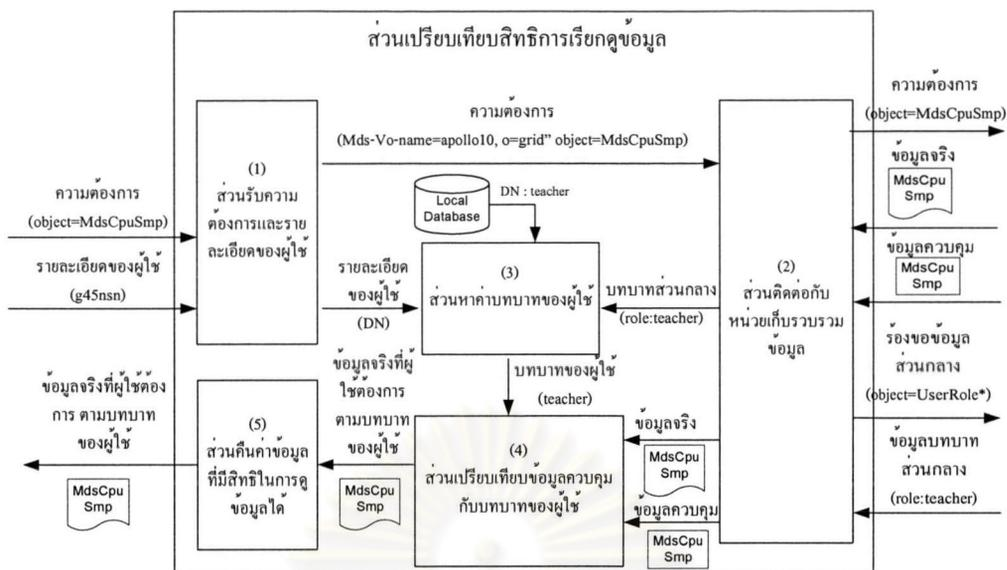 ส่วนเปรียบเทียบสิทธิการเรียกดูข้อมูล
ความต้องการ
(object=MdsCpuSmp)
รายละเอียดของผู้ใช้
(g45nsn)
(1)
ส่วนรับความ
ต้องการและราย
ละเอียดของผู้ใช้
ความต้องการ
(Mds-Vo-name=apollo10, o=grid” object=MdsCpuSmp)
Local
Database
DN : teacher
รายละเอียด
ของผู้ใช้
(DN)
(3)
ส่วนหาค่าบทบาทของผู้ใช้
บทบาทส่วนกลาง
(role:teacher)
(2)
ส่วนติดต่อกับ
หน่วยเก็บรวบรวม
ข้อมูล
ความต้องการ
(object=MdsCpuSmp)
ข้อมูลจริง
MdsCpu
Smp
ข้อมูลควบคุม
MdsCpu
Smp
ร้องขอข้อมูล
ส่วนกลาง
(object=UserRole*)
ข้อมูลบทบาท
ส่วนกลาง
(role:teacher)
บทบาทของผู้ใช้
(teacher)
ข้อมูลจริง
MdsCpu
Smp
ข้อมูลควบคุม
MdsCpu
Smp
(4)
ส่วนเปรียบเทียบข้อมูลควบคุม
กับบทบาทของผู้ใช้
ข้อมูลจริงที่ผู้
ใช้ต้องการ
ตามบทบาท
ของผู้ใช้
MdsCpu
Smp
(5)
ส่วนคืนค่าข้อมูล
ที่มีสิทธิในการดู
ข้อมูลได้
ข้อมูลจริงที่ผู้ใช้ต้อง
การ ตามบทบาท
ของผู้ใช้
MdsCpu
Smp